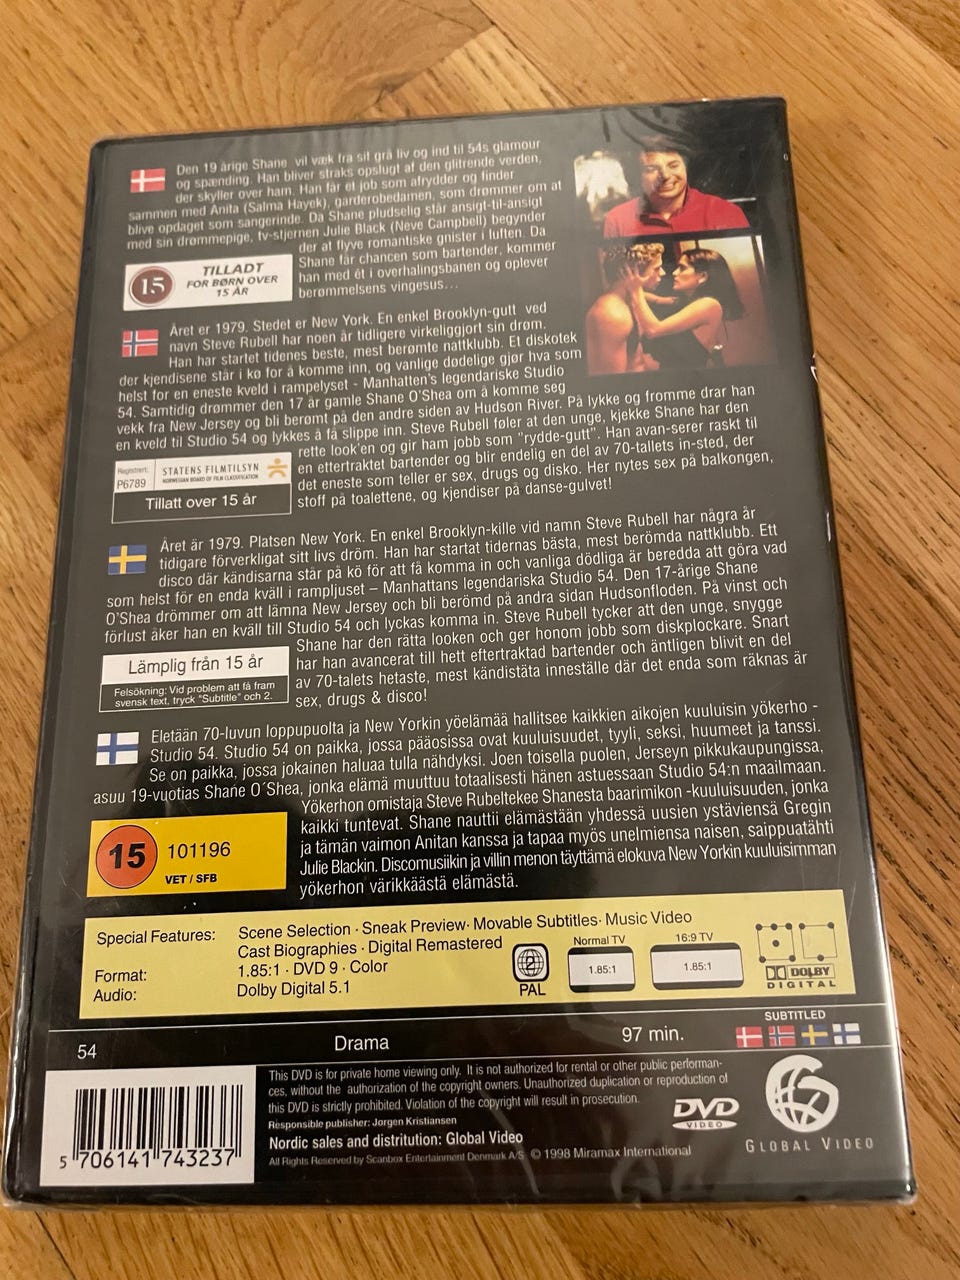 Den 19 årige Shane vil væk fra sit grå liv og ind til 54s glamour
og spænding. Han bliver straks opslugt af den glitrende verden,
der skyller over ham. Han får et job som afrydder og finder
sammen med Anita (Salma Hayek), garderobedamen, som drømmer om at
blive opdaget som sangerinde. Da Shane pludselig står ansigt-til-ansigt
med sin drømmepige, tv-stjernen Julie Black (Neve Campbell) begynder
der at flyve romantiske gnister i luften. Da
Shane får chancen som bartender, kommer
han med ét i overhalingsbanen og oplever
berømmelsens vingesus...
15
TILLADT
FOR BØRN OVER
15 ÅR
Året er 1979. Stedet er New York. En enkel Brooklyn-gutt ved
navn Steve Rubell har noen år tidligere virkeliggjort sin drøm.
Han har startet tidenes beste, mest berømte nattklubb. Et diskotek
der kjendisene står i kø for å komme inn, og vanlige dødelige gjør hva som
helst for en eneste kveld i rampelyset - Manhatten's legendariske Studio
54. Samtidig drømmer den 17 år gamle Shane O'Shea om å komme seg
vekk fra New Jersey og bli berømt på den andre siden av Hudson River. På lykke og fromme drar han
en kveld til Studio 54 og lykkes å få slippe inn. Steve Rubell føler at den unge, kjekke Shane har den
rette look'en og gir ham jobb som "rydde-gutt". Han avan-serer raskt til
en ettertraktet bartender og blir endelig en del av 70-tallets in-sted, der
det eneste som teller er sex, drugs og disko. Her nytes sex på balkongen,
stoff på toalettene, og kjendiser på danse-gulvet!
Registrert:
P6789
STATENS FILMTILSYN
NORWEGIAN BOARD OF FILM CLASSIFICATION
Tillatt over 15 år
Året är 1979. Platsen New York. En enkel Brooklyn-kille vid namn Steve Rubell har några år
tidigare förverkligat sitt livs dröm. Han har startat tidernas bästa, mest berömda nattklubb. Ett
disco där kändisarna står på kö för att få komma in och vanliga dödliga är beredda att göra vad
som helst för en enda kväll i rampljuset – Manhattans legendariska Studio 54. Den 17-årige Shane
O'Shea drömmer om att lämna New Jersey och bli berömd på andra sidan Hudsonfloden. På vinst och
förlust åker han en kväll till Studio 54 och lyckas komma in. Steve Rubell tycker att den unge, snygge
Shane har den rätta looken och ger honom jobb som diskplockare. Snart
har han avancerat till hett eftertraktad bartender och äntligen blivit en del
av 70-talets hetaste, mest kändistäta inneställe där det enda som räknas är
sex, drugs & disco!
Lämplig från 15 år
Felsökning: Vid problem att få fram
svensk text, tryck "Subtitle" och 2.
Eletään 70-luvun loppupuolta ja New Yorkin yöelämää hallitsee kaikkien aikojen kuuluisin yökerho -
Studio 54. Studio 54 on paikka, jossa pääosissa ovat kuuluisuudet, tyyli, seksi, huumeet ja tanssi.
Se on paikka, jossa jokainen haluaa tulla nähdyksi. Joen toisella puolen, Jerseyn pikkukaupungissa,
asuu 19-vuotias Shane O´Shea, jonka elämä muuttuu totaalisesti hänen astuessaan Studio 54:n maailmaan.
Yökerhon omistaja Steve Rubeltekee Shanesta baarimikon -kuuluisuuden, jonka
kaikki tuntevat. Shane nauttii elämästään yhdessä uusien ystäviensä Gregin
ja tämän vaimon Anitan kanssa ja tapaa myös unelmiensa naisen, saippuatähti
Julie Blackin. Discomusiikin ja villin menon täyttämä elokuva New Yorkin kuuluisimman
yökerhon värikkäästä elämästä.
15
101196
VET / SFB
Special Features: Scene Selection · Sneak Preview· Movable Subtitles· Music Video
Cast Biographies · Digital Remastered
Format: 1.85:1 · DVD 9 · Color
Audio: Dolby Digital 5.1
2
PAL
Normal TV
1.85:1
16:9 TV
1.85:1
DOLBY
DIGITAL
SUBTITLED
54
Drama
97 min.
This DVD is for private home viewing only. It is not authorized for rental or other public performan-
ces, without the authorization of the copyright owners. Unauthorized duplication or reproduction of
this DVD is strictly prohibited. Violation of the copyright will result in prosecution.
Responsible publisher: Jørgen Kristiansen
Nordic sales and distritution: Global Video
All Rights Reserved by Scanbox Entertainment Denmark A/S © 1998 Miramax International
DVD
VIDEO
GLOBAL VIDEO
5 706141 743237